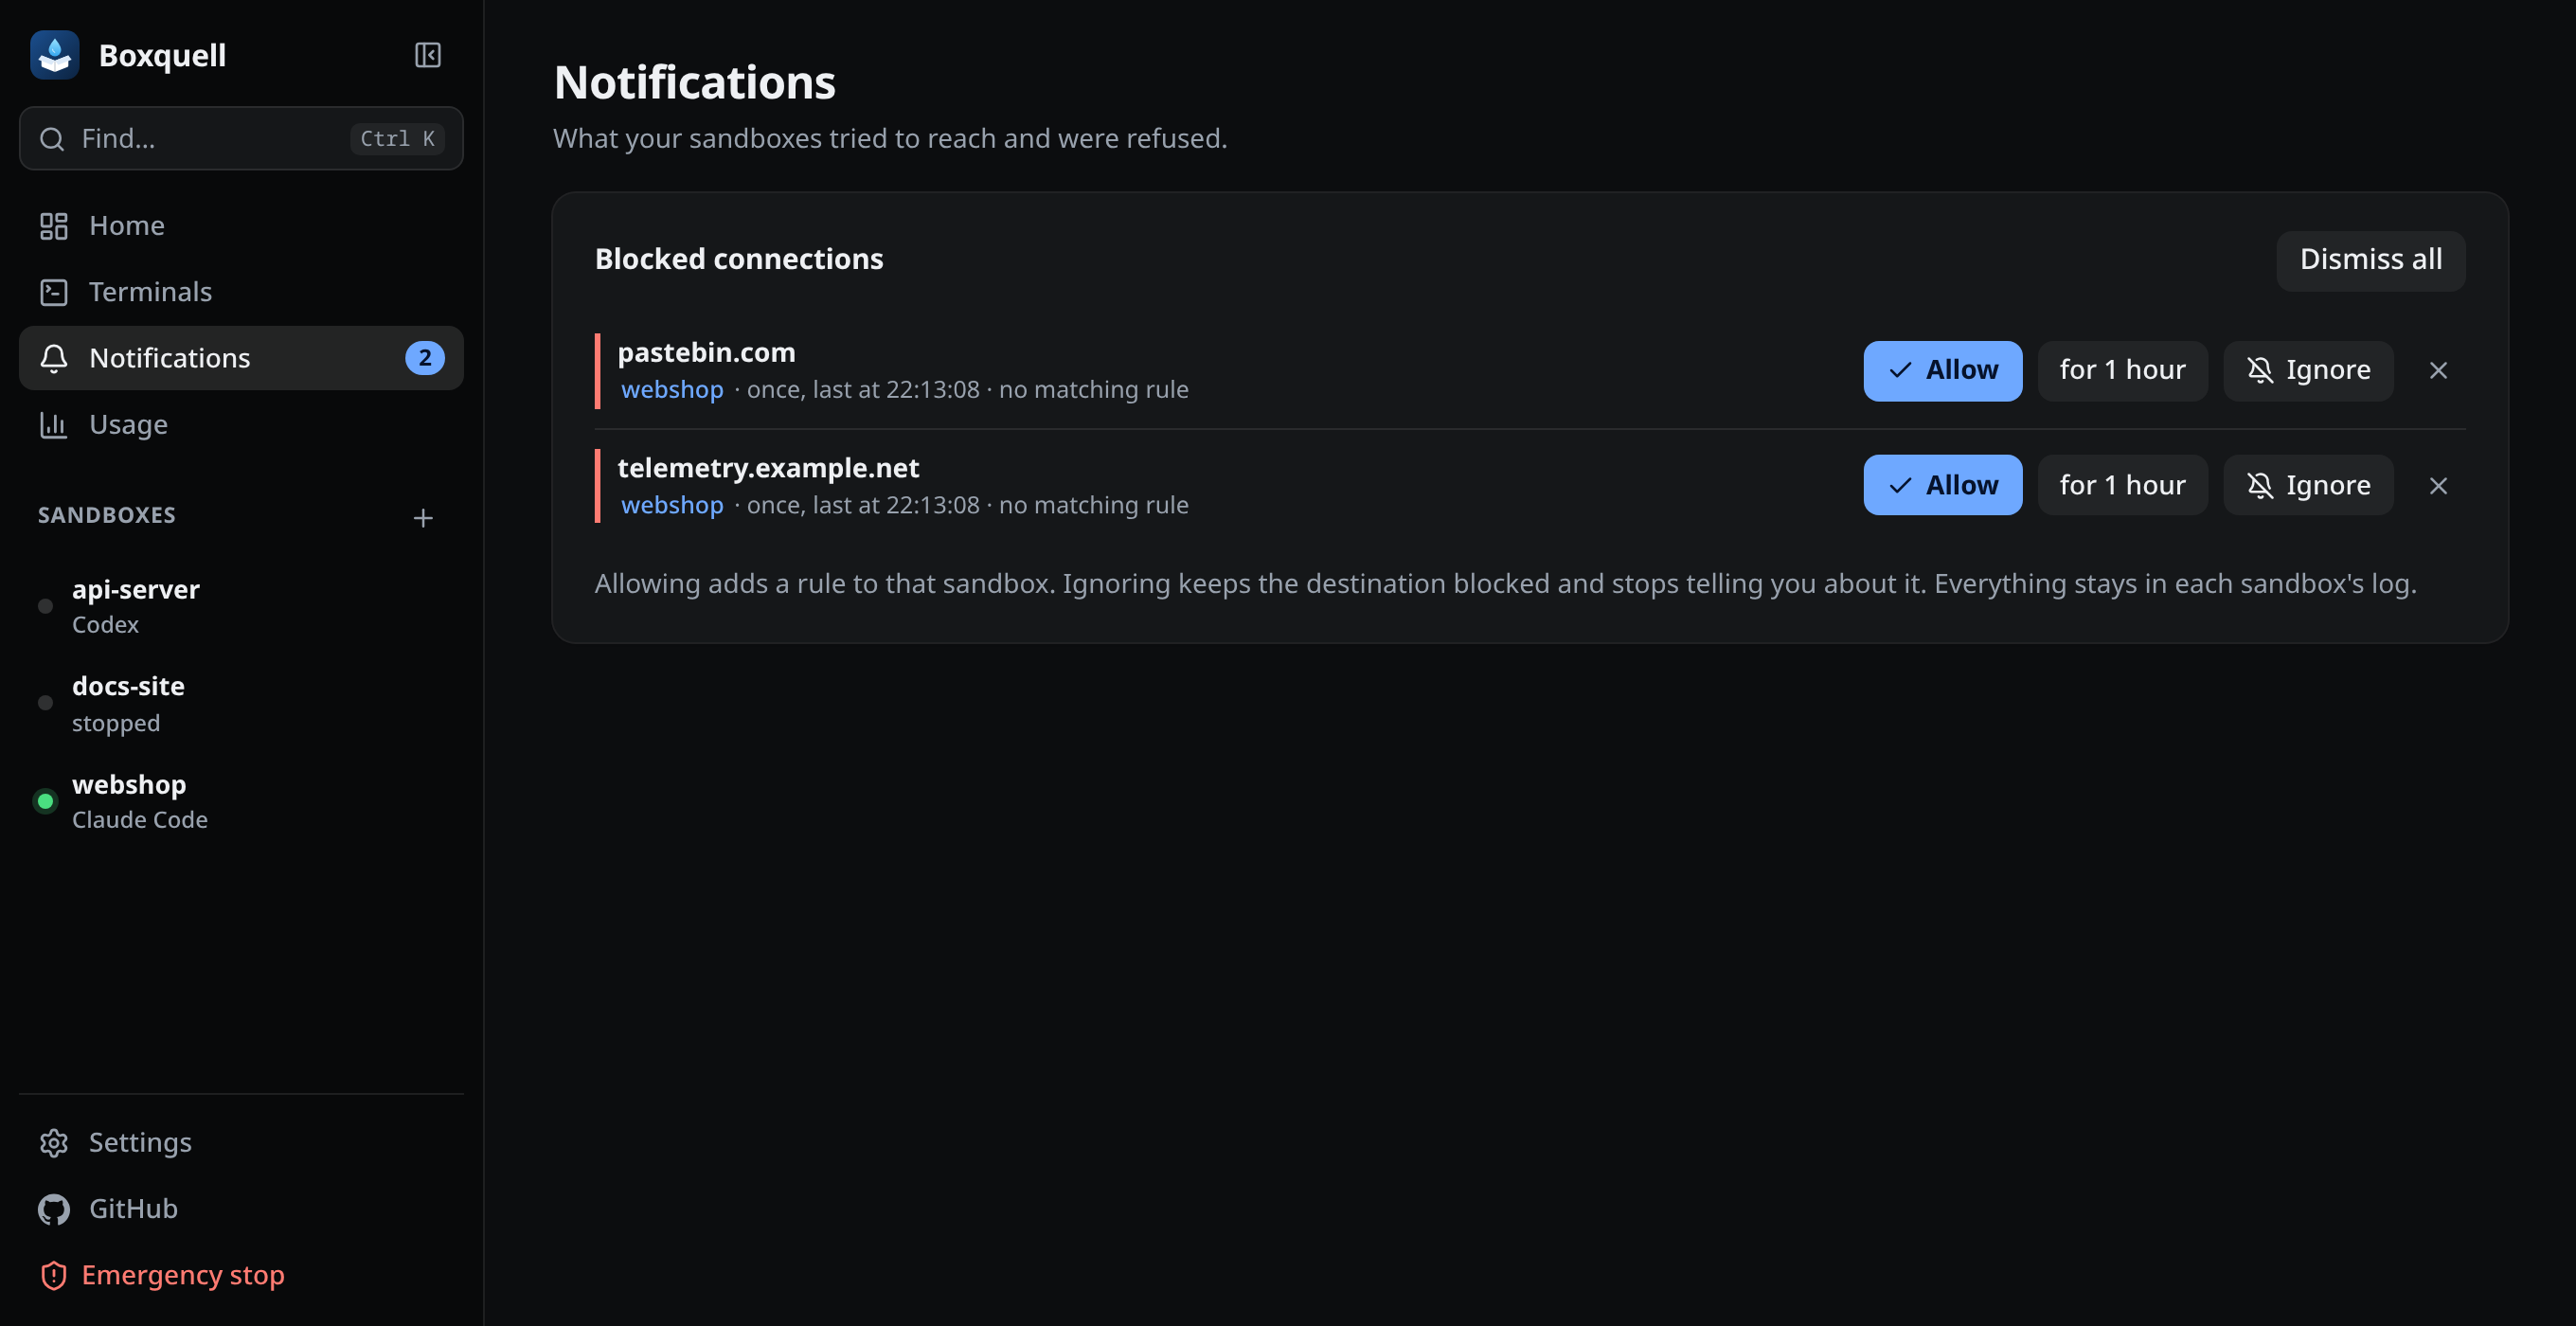 Boxquell
Find...
Ctrl K
Home
Terminals
Notifications 2
Usage
SANDBOXES
api-server
Codex
docs-site
stopped
webshop
Claude Code
Settings
GitHub
Emergency stop
Notifications
What your sandboxes tried to reach and were refused.
Blocked connections
Dismiss all
pastebin.com
webshop · once, last at 22:13:08 · no matching rule
Allow
for 1 hour
Ignore
telemetry.example.net
webshop · once, last at 22:13:08 · no matching rule
Allow
for 1 hour
Ignore
Allowing adds a rule to that sandbox. Ignoring keeps the destination blocked and stops telling you about it. Everything stays in each sandbox's log.